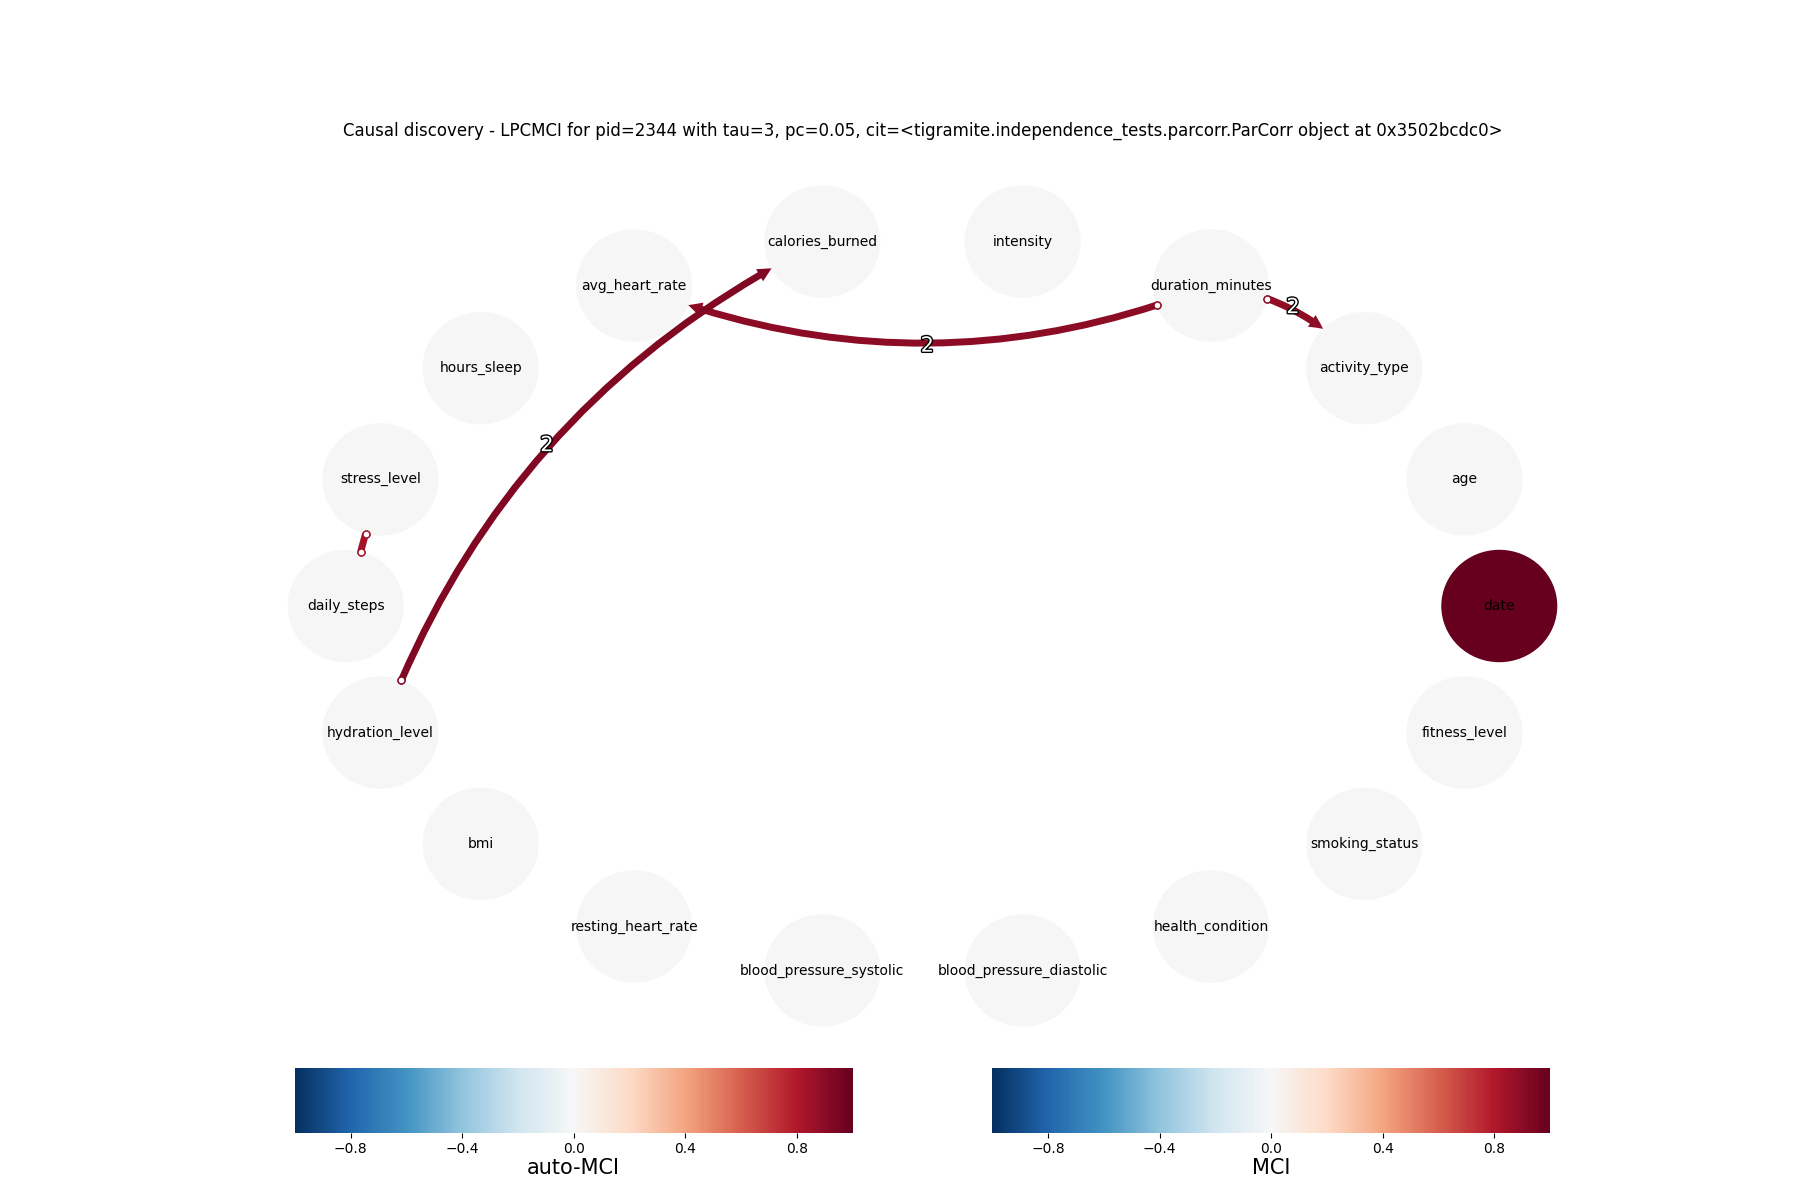 Causal discovery - LPCMCI for pid=2344 with tau=3, pc=0.05, cit=<tigramite.independence_tests.parcorr.ParCorr object at 0x3502bcdc0>
calories_burned
intensity
avg_heart_rate
duration_minutes
2
2
hours_sleep
activity_type
2
stress_level
age
daily_steps
date
hydration_level
fitness_level
bmi
smoking_status
resting_heart_rate
health_condition
blood_pressure_systolic
blood_pressure_diastolic
−0.8 −0.4 0.0 0.4 0.8
auto-MCI
−0.8 −0.4 0.0 0.4 0.8
MCI